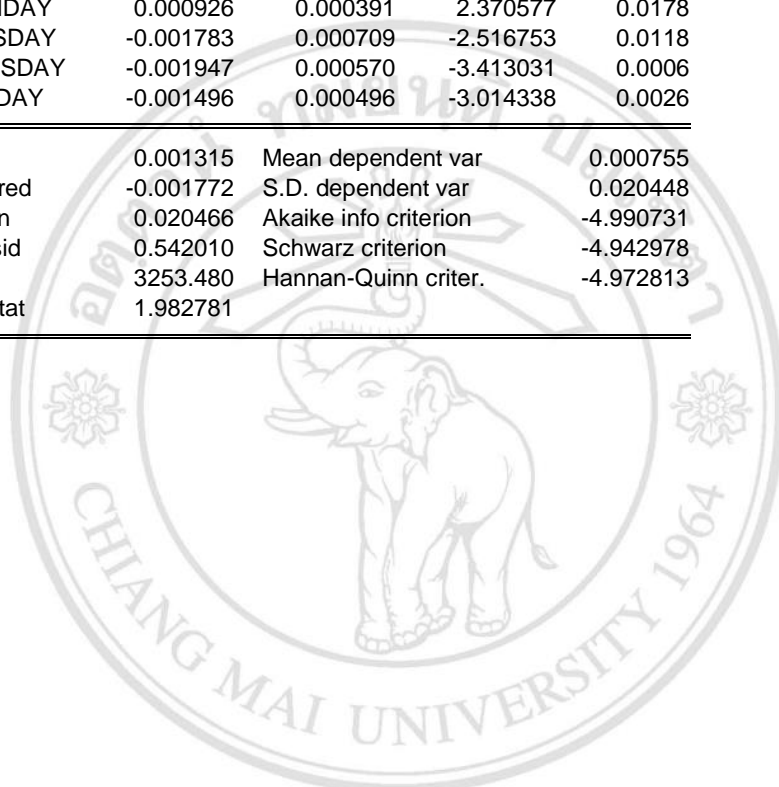 NDAY 0.000926 0.000391 2.370577 0.0178
SDAY -0.001783 0.000709 -2.516753 0.0118
SDAY -0.001947 0.000570 -3.413031 0.0006
DAY -0.001496 0.000496 -3.014338 0.0026
0.001315 Mean dependent var 0.000755
red -0.001772 S.D. dependent var 0.020448
n 0.020466 Akaike info criterion -4.990731
sid 0.542010 Schwarz criterion -4.942978
3253.480 Hannan-Quinn criter. -4.972813
tat 1.982781
CHIANG MAI UNIVERSITY 1964